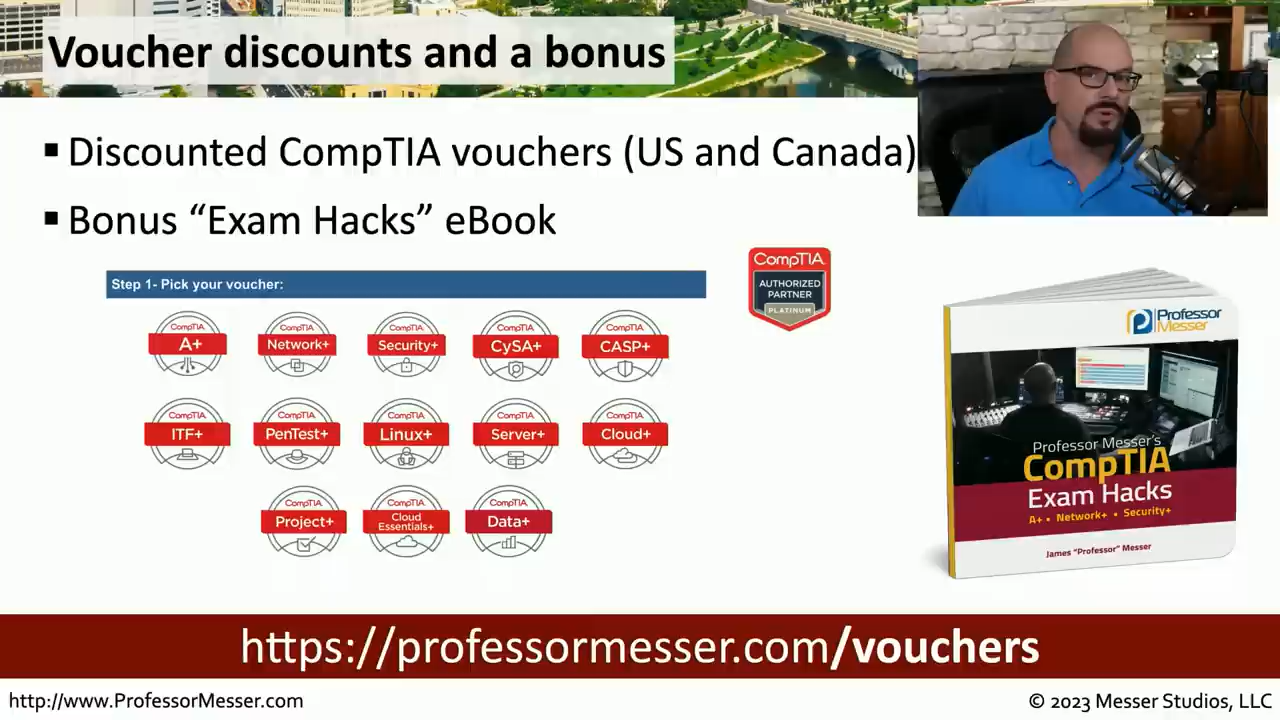 Voucher discounts and a bonus
▪ Discounted CompTIA vouchers (US and Canada)
▪ Bonus “Exam Hacks” eBook
Step 1- Pick your voucher:
CompTIA
A+
CompTIA
Network+
CompTIA
Security+
CompTIA
CySA+
CompTIA
CASP+
CompTIA
ITF+
CompTIA
PenTest+
CompTIA
Linux+
CompTIA
Server+
CompTIA
Cloud+
CompTIA
Project+
CompTIA
Cloud
Essentials+
CompTIA
Data+
CompTIA.
AUTHORIZED
PARTNER
PLATINUM
Professor
Messer
Professor Messer's
CompTIA
Exam Hacks
A+ • Network+ • Security+
James "Professor" Messer
https://professormesser.com/vouchers
http://www.ProfessorMesser.com
© 2023 Messer Studios, LLC